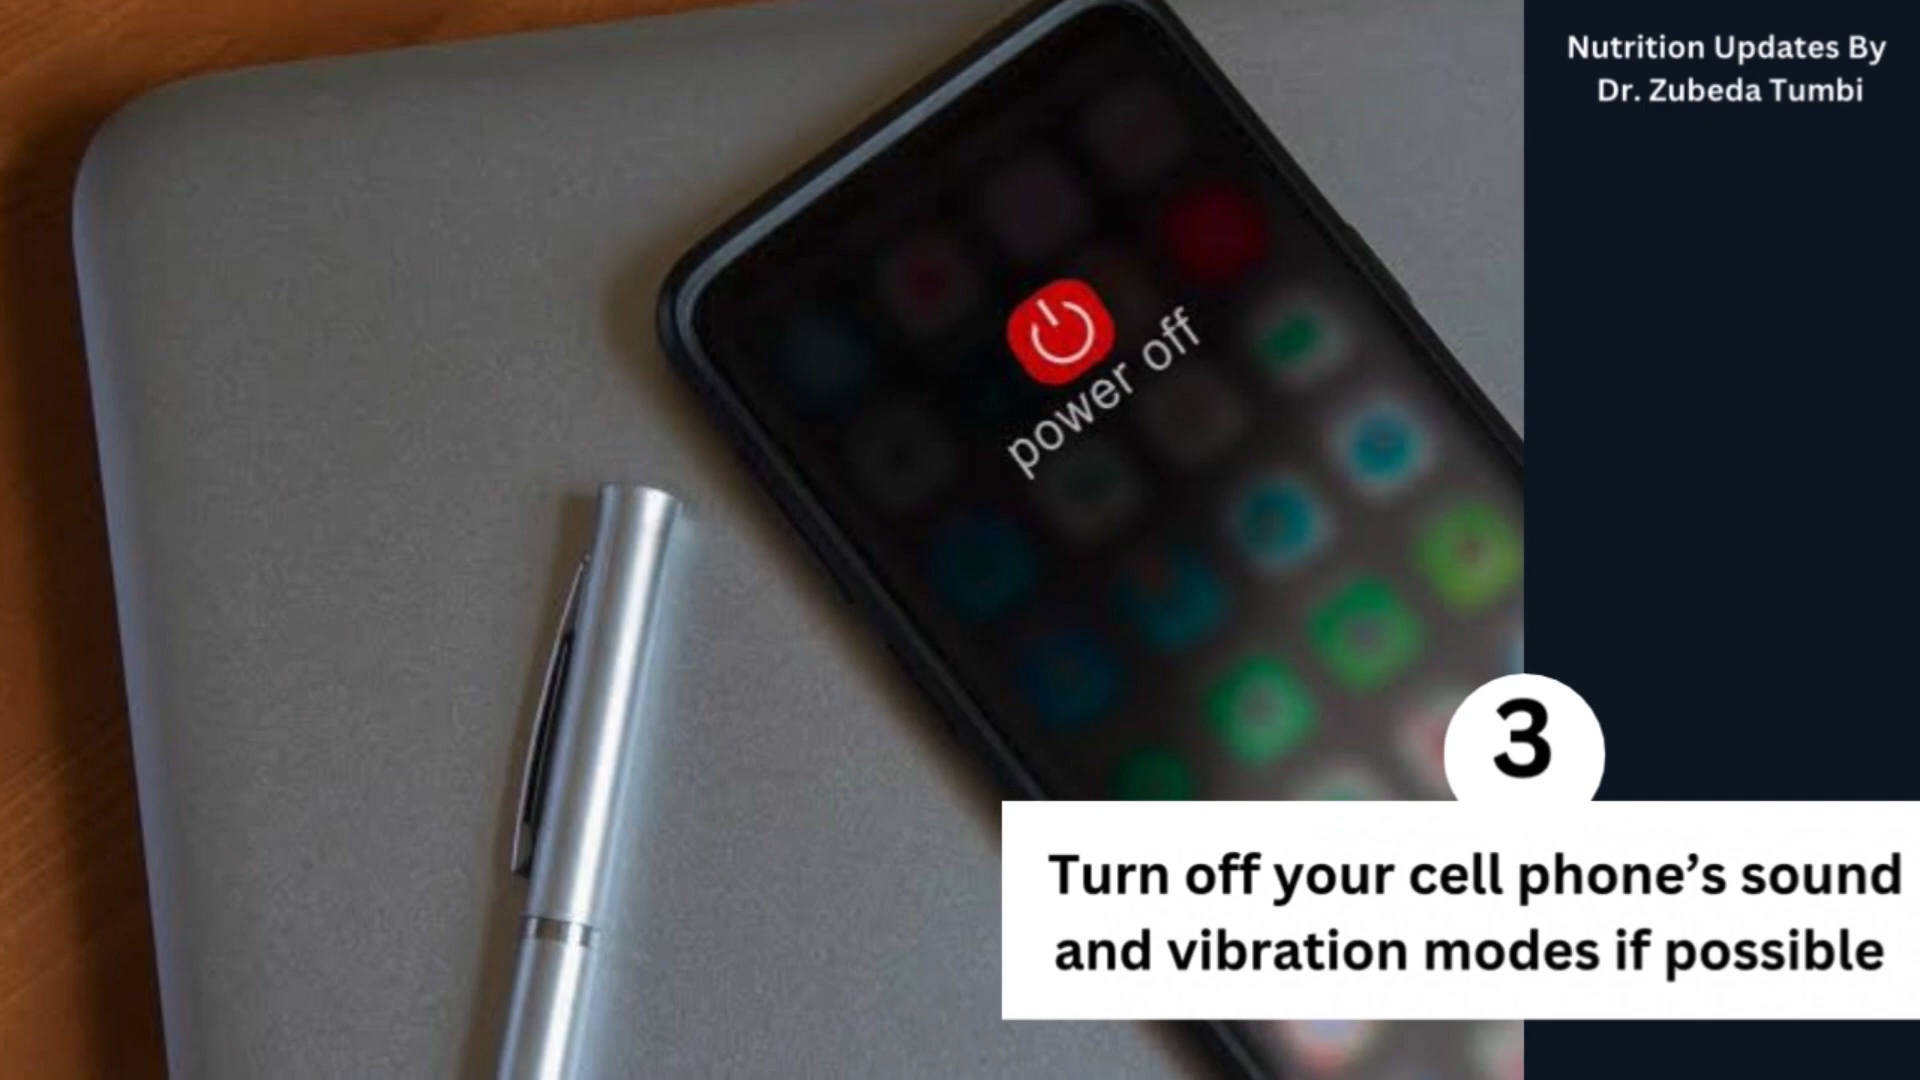 Nutrition Updates By
Dr. Zubeda Tumbi
power off
3
Turn off your cell phone’s sound
and vibration modes if possible